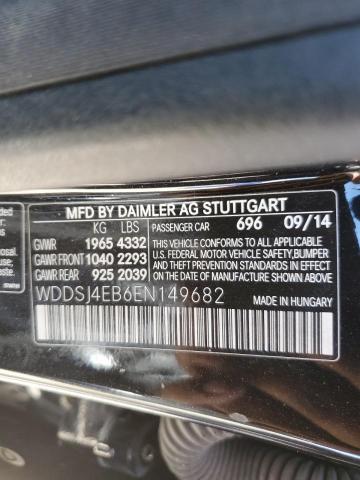 MFD BY DAIMLER AG STUTTGART
KG LBS PASSENGER CAR 696 09/14
GVWR 1965 4332
GAWR FRONT 1040 2293
GAWR REAR 925 2039
THIS VEHICLE CONFORMS TO ALL APPLICABLE
U.S. FEDERAL MOTOR VEHICLE SAFETY, BUMPER
AND THEFT PREVENTION STANDARDS IN EFFECT
ON THE DATE OF MANUFACTURE SHOWN ABOVE.
WDDSJ4EB6EN149682 MADE IN HUNGARY